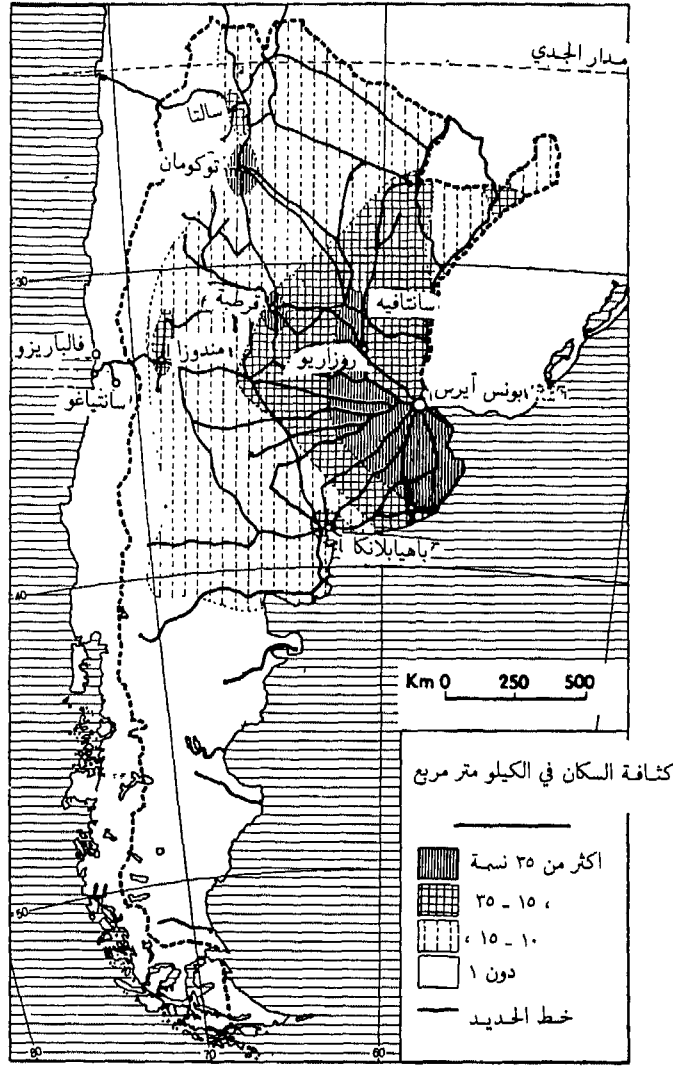 مدار الجدي
سالتا
توكومان
30
قرطبة
سانتافيه
فالباريزو
مندوزا
روزاريو
سانتياغو
بونس آيرس
باهيابلانكا
40
Km 0 250 500
كثافة السكان في الكيلو متر مربع
اكثر من ٣٥ نسمة
١٥ - ٣٥ ،
١٠ - ١٥ ،
دون ١
خط الحديد
50
80 70 60